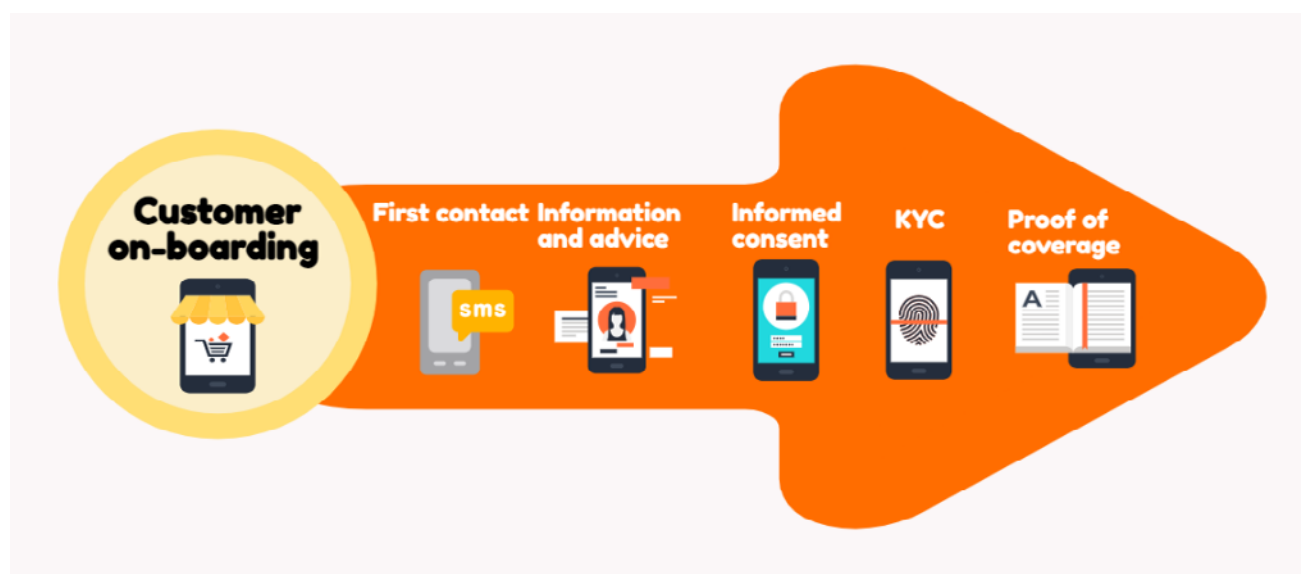 Customer
on-boarding
First contact
Information
and advice
Informed
consent
KYC
Proof of
coverage
sms
A